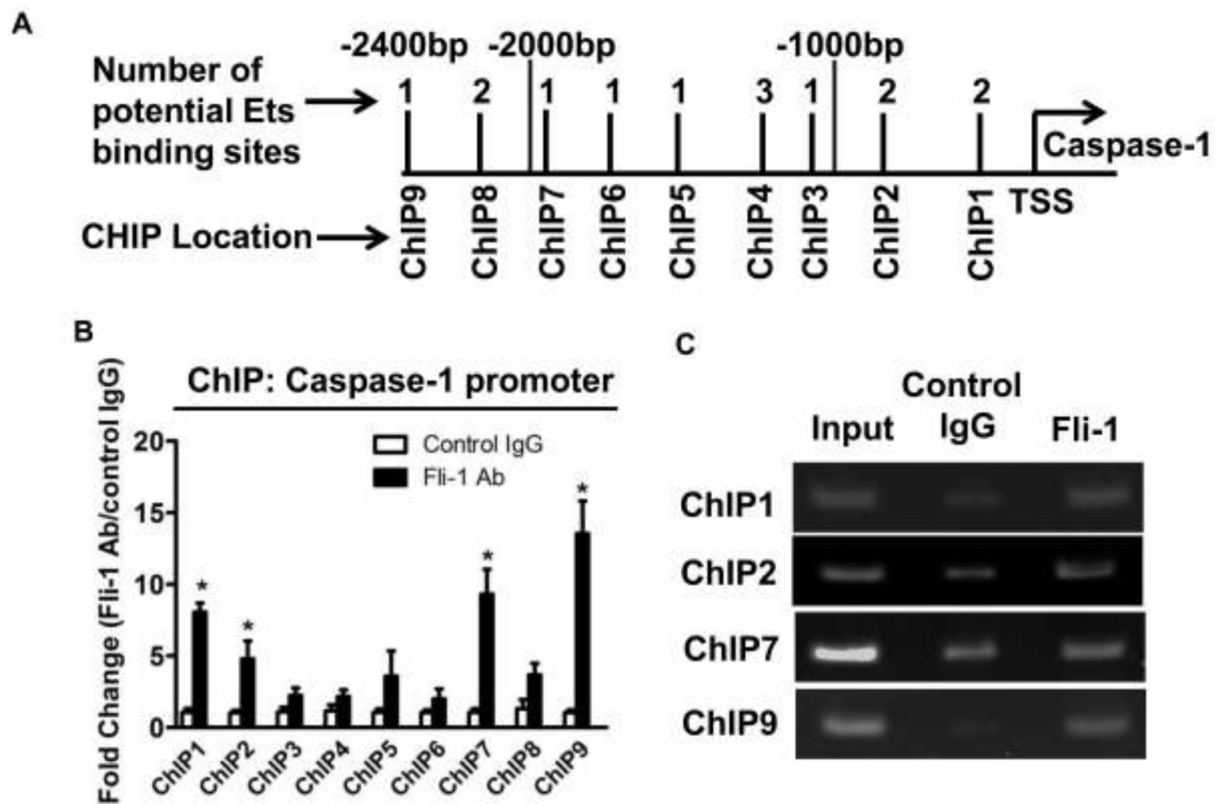 A
-2400bp -2000bp -1000bp
Number of
potential Ets
binding sites
1 2 1 1 1 3 1 2 2
Caspase-1
ChIP9 ChIP8 ChIP7 ChIP6 ChIP5 ChIP4 ChIP3 ChIP2 ChIP1 TSS
CHIP Location
B
ChIP: Caspase-1 promoter
Fold Change (Fli-1 Ab/control IgG)
20
15
10
5
0
Control IgG
Fli-1 Ab
* * * *
ChIP1 ChIP2 ChIP3 ChIP4 ChIP5 ChIP6 ChIP7 ChIP8 ChIP9
C
Control
Input IgG Fli-1
ChIP1
ChIP2
ChIP7
ChIP9